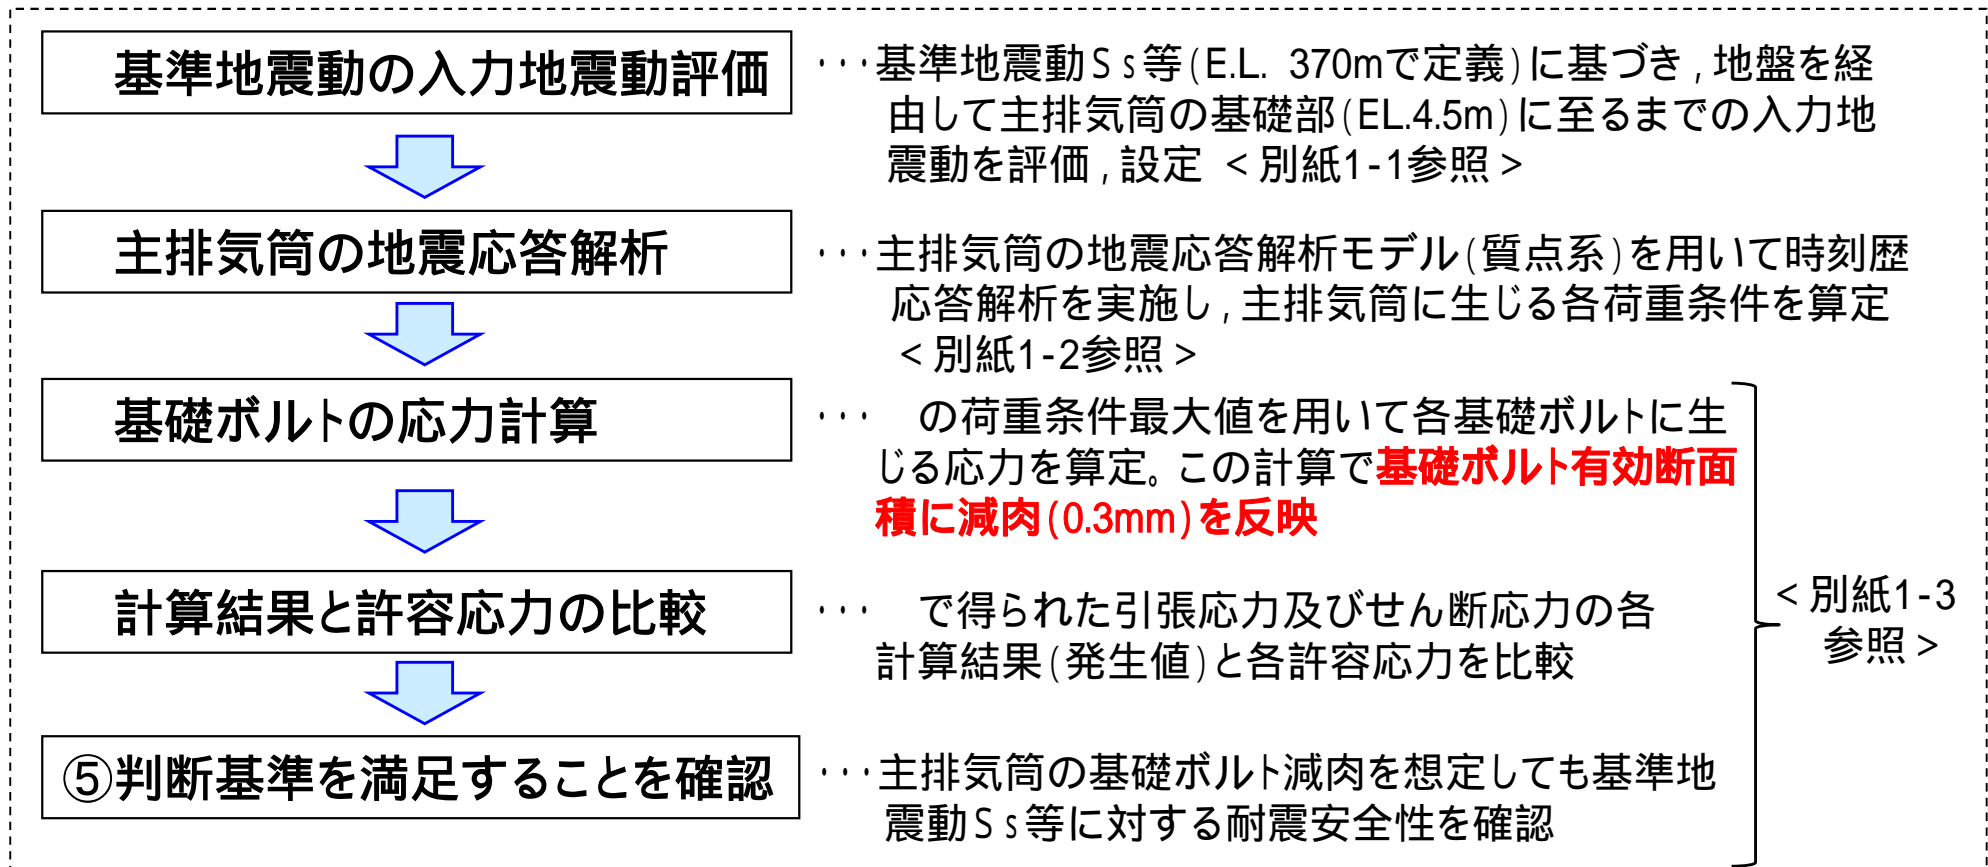 基準地震動の入力地震動評価
･･･基準地震動Ｓｓ等(E.L. 370mで定義)に基づき,地盤を経
由して主排気筒の基礎部(EL.4.5m)に至るまでの入力地
震動を評価,設定 <別紙1-1参照>
主排気筒の地震応答解析
･･･主排気筒の地震応答解析モデル(質点系)を用いて時刻歴
応答解析を実施し,主排気筒に生じる各荷重条件を算定
<別紙1-2参照>
基礎ボルトの応力計算
･･･ の荷重条件最大値を用いて各基礎ボルトに生
じる応力を算定。この計算で基礎ボルト有効断面
積に減肉(0.3mm)を反映
計算結果と許容応力の比較
･･･ で得られた引張応力及びせん断応力の各
計算結果(発生値)と各許容応力を比較
⑤判断基準を満足することを確認
･･･主排気筒の基礎ボルト減肉を想定しても基準地
震動Ｓｓ等に対する耐震安全性を確認
<別紙1-3
参照>